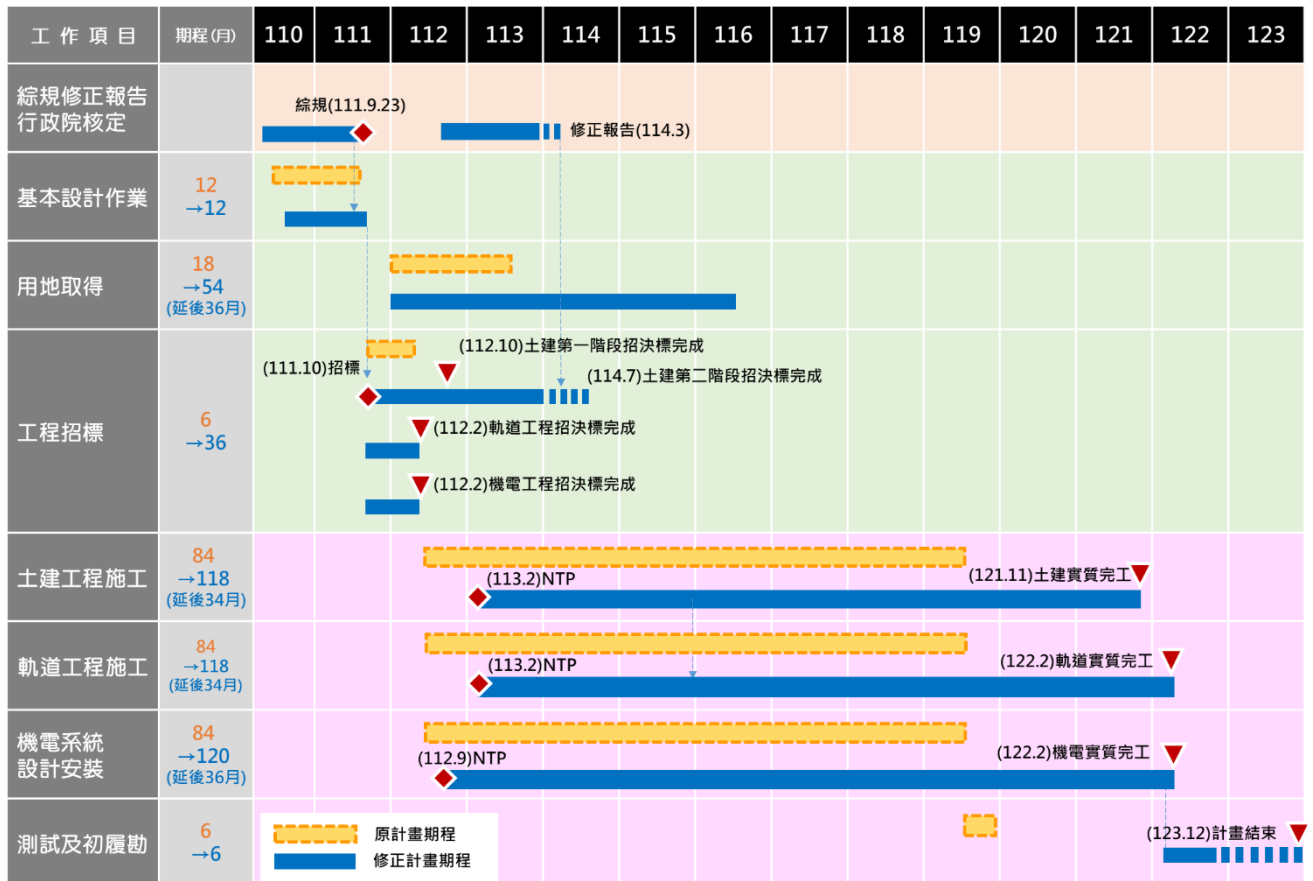 工作項目 期程(月) 110 111 112 113 114 115 116 117 118 119 120 121 122 123
綜規修正報告
行政院核定
綜規(111.9.23)
修正報告(114.3)
基本設計作業
12
→12
用地取得
18
→54
(延後36月)
工程招標
6
→36
(111.10)招標
(112.10)土建第一階段招決標完成
(114.7)土建第二階段招決標完成
(112.2)軌道工程招決標完成
(112.2)機電工程招決標完成
土建工程施工
84
→118
(延後34月)
(113.2)NTP
(121.11)土建實質完工
軌道工程施工
84
→118
(延後34月)
(113.2)NTP
(122.2)軌道實質完工
機電系統
設計安裝
84
→120
(延後36月)
(112.9)NTP
(122.2)機電實質完工
測試及初履勘
6
→6
原計畫期程
修正計畫期程
(123.12)計畫結束